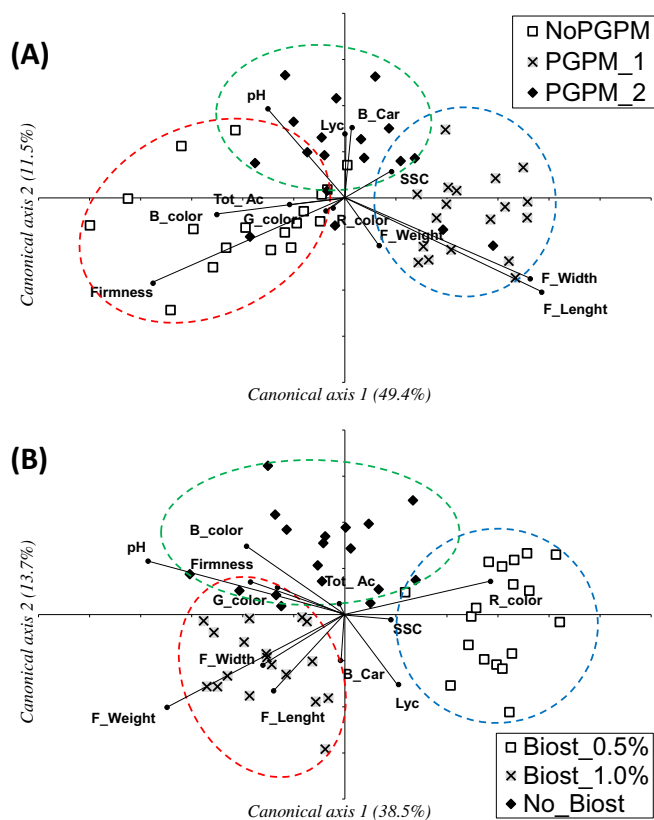 (A)
NoPGPM
PGPM_1
PGPM_2
pH
B_Car
Lyc
SSC
Tot_Ac
B_color
G_color
R_color
F_Weight
Firmness
F_Width
F_Lenght
Canonical axis 2 (11.5%)
Canonical axis 1 (49.4%)
(B)
B_color
pH
Firmness
Tot_Ac
G_color
R_color
SSC
F_Width
B_Car
Lyc
F_Weight
F_Lenght
Canonical axis 2 (13.7%)
Biost_0.5%
Biost_1.0%
No_Biost
Canonical axis 1 (38.5%)